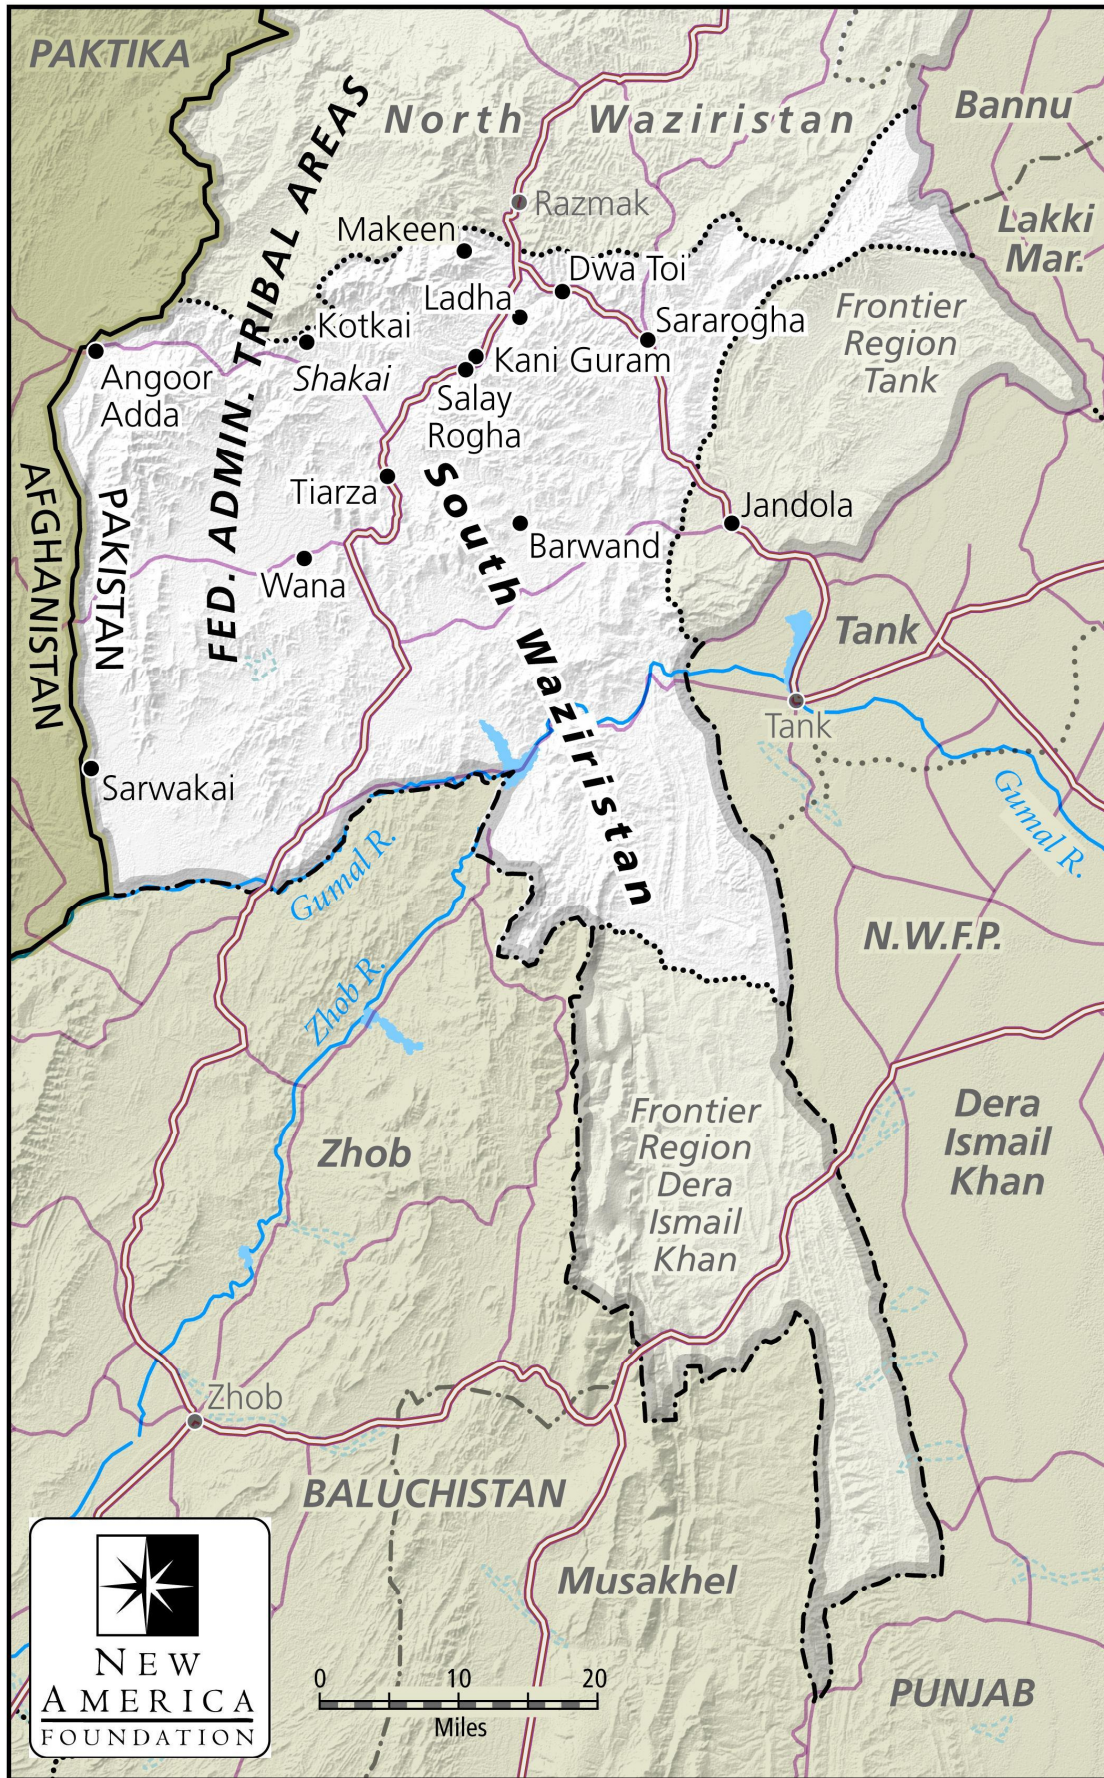 PAKTIKA
FED. ADMIN. TRIBAL AREAS
North Waziristan
Bannu
Razmak
Lakki
Mar.
Makeen
Dwa Toi
Ladha
Kotkai
Sararogha
Frontier
Region
Tank
Angoor
Adda
Shakai
Kani Guram
Salay
Rogha
AFGHANISTAN
PAKISTAN
South Waziristan
Tiarza
Jandola
Barwand
Wana
Tank
Tank
Sarwakai
Gumal R.
Gumal R.
N.W.F.P.
Zhob R.
Zhob
Frontier
Region
Dera
Ismail
Khan
Dera
Ismail
Khan
Zhob
BALUCHISTAN
Musakhel
PUNJAB
NEW
AMERICA
FOUNDATION
0 10 20
Miles